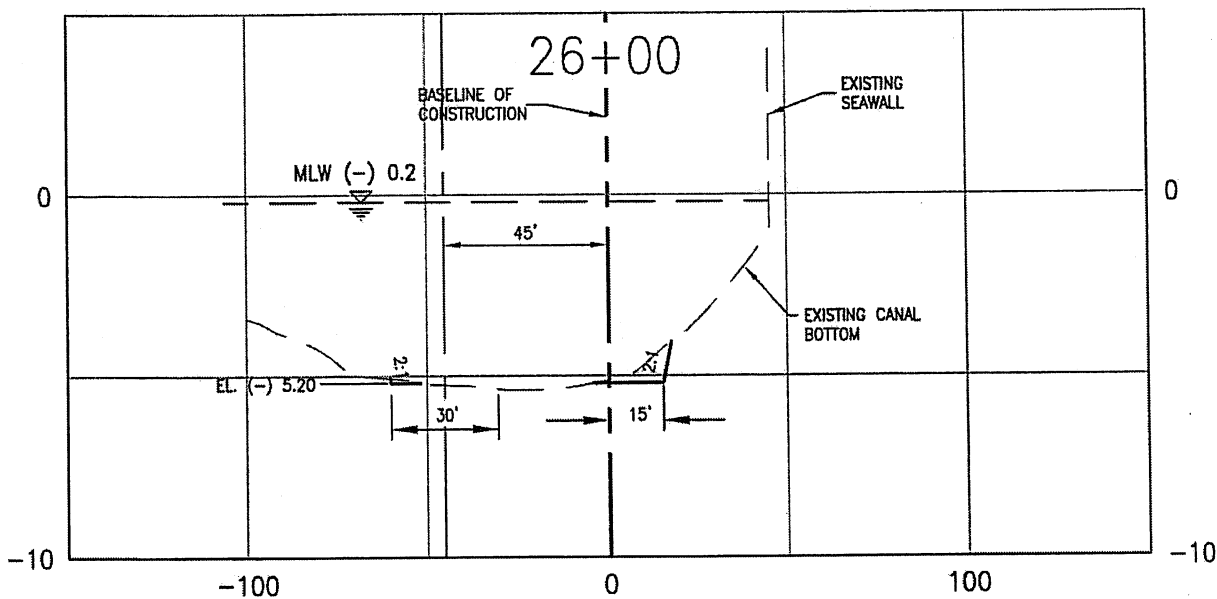 26+00
BASELINE OF
CONSTRUCTION
EXISTING
SEAWALL
MLW (-) 0.2
0
0
45'
EXISTING CANAL
BOTTOM
2:1
2:1
EL. (-) 5.20
30'
15'
-10
-10
-100
0
100